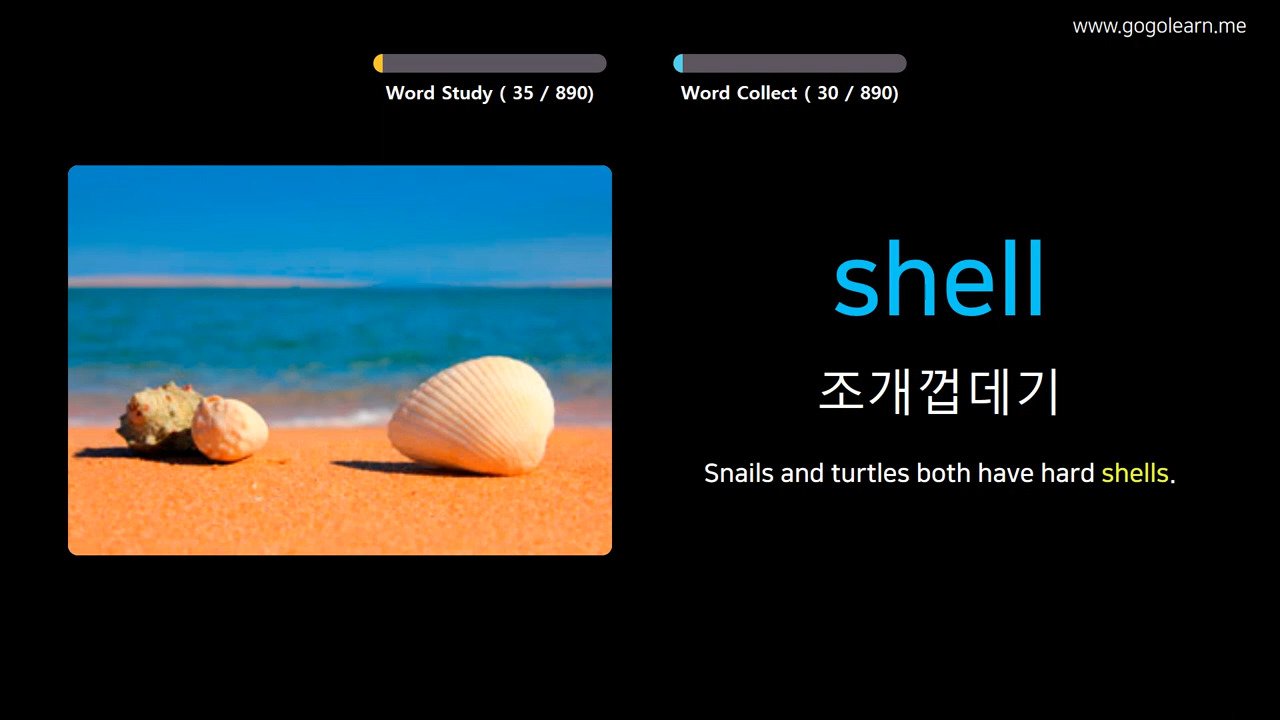 www.gogolearn.me
Word Study ( 35 / 890)
Word Collect ( 30 / 890)
shell
조개껍데기
Snails and turtles both have hard shells.